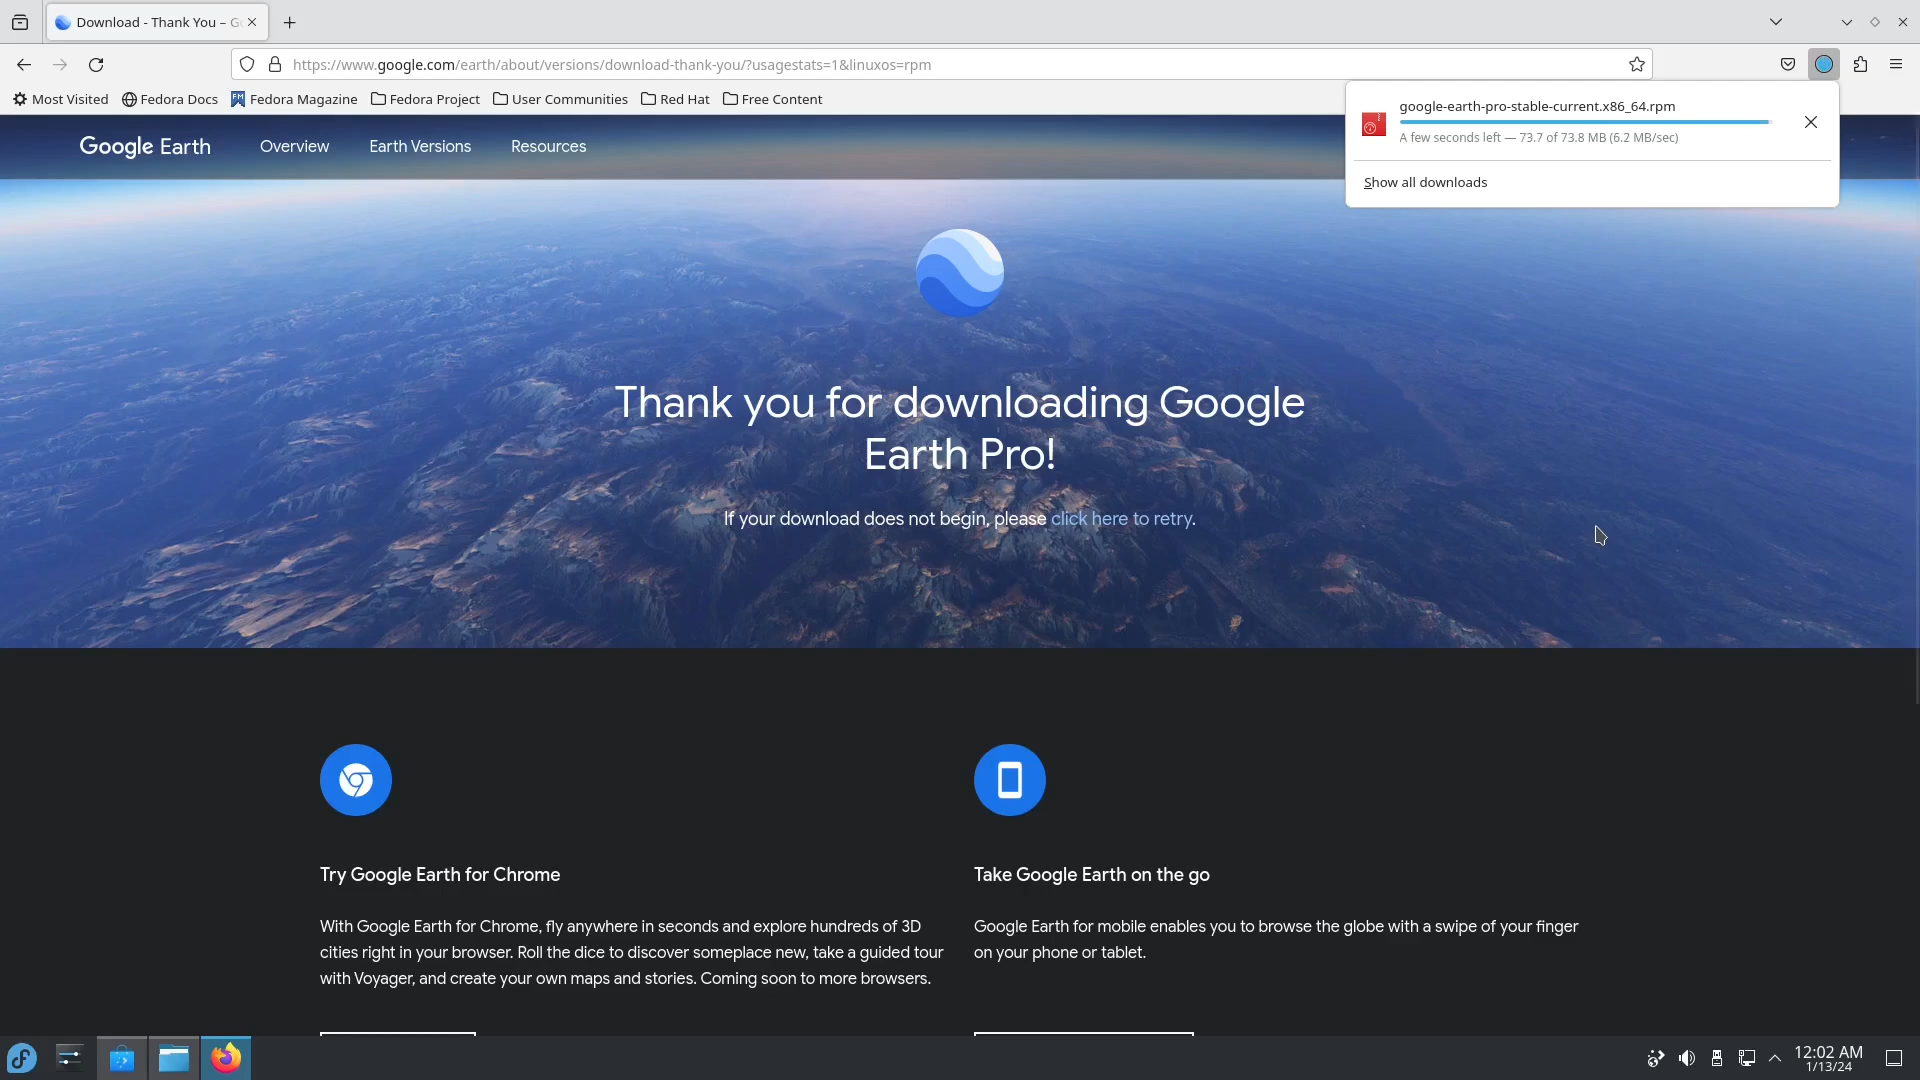 Download - Thank You – G
https://www.google.com/earth/about/versions/download-thank-you/?usagestats=1&linuxos=rpm
Most Visited
Fedora Docs
Fedora Magazine
Fedora Project
User Communities
Red Hat
Free Content
google-earth-pro-stable-current.x86_64.rpm
A few seconds left — 73.7 of 73.8 MB (6.2 MB/sec)
Show all downloads
Google Earth
Overview
Earth Versions
Resources
Thank you for downloading Google
Earth Pro!
If your download does not begin, please click here to retry.
Try Google Earth for Chrome
With Google Earth for Chrome, fly anywhere in seconds and explore hundreds of 3D
cities right in your browser. Roll the dice to discover someplace new, take a guided tour
with Voyager, and create your own maps and stories. Coming soon to more browsers.
Take Google Earth on the go
Google Earth for mobile enables you to browse the globe with a swipe of your finger
on your phone or tablet.
12:02 AM
1/13/24